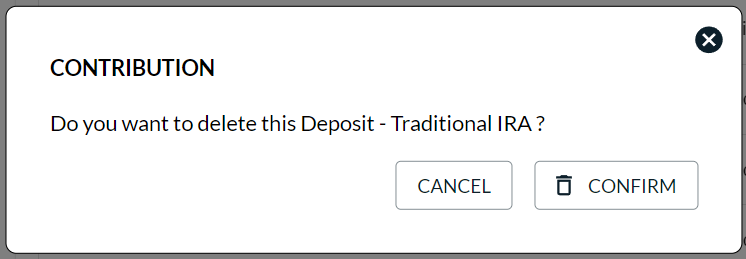 CONTRIBUTION
Do you want to delete this Deposit - Traditional IRA ?
CANCEL
CONFIRM